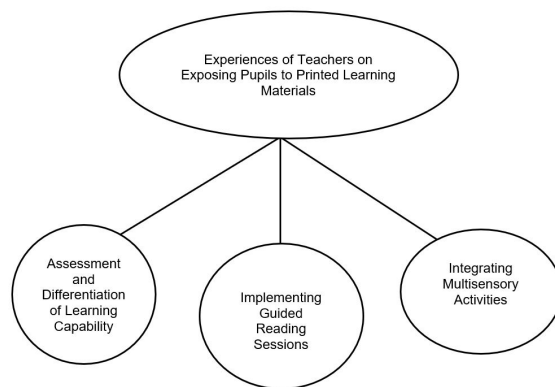 Experiences of Teachers on
Exposing Pupils to Printed Learning
Materials
Assessment
and
Differentiation
of Learning
Capability
Implementing
Guided
Reading
Sessions
Integrating
Multisensory
Activities